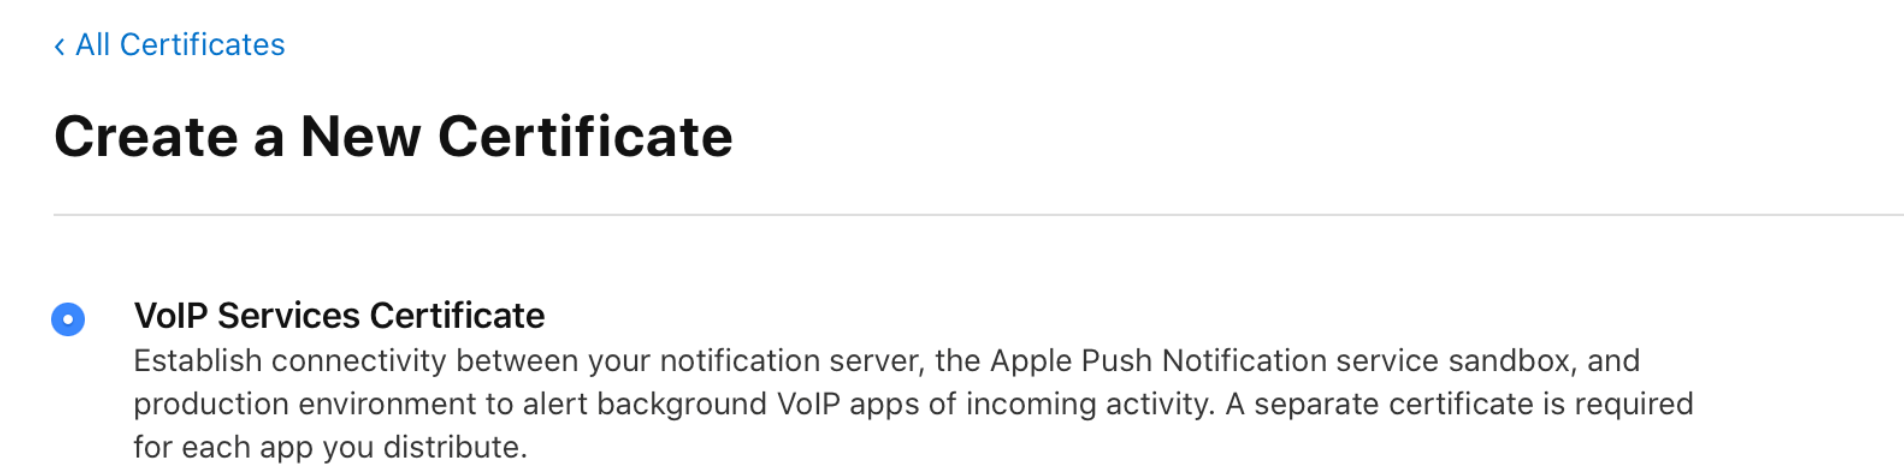 ‹ All Certificates
Create a New Certificate
VoIP Services Certificate
Establish connectivity between your notification server, the Apple Push Notification service sandbox, and
production environment to alert background VoIP apps of incoming activity. A separate certificate is required
for each app you distribute.